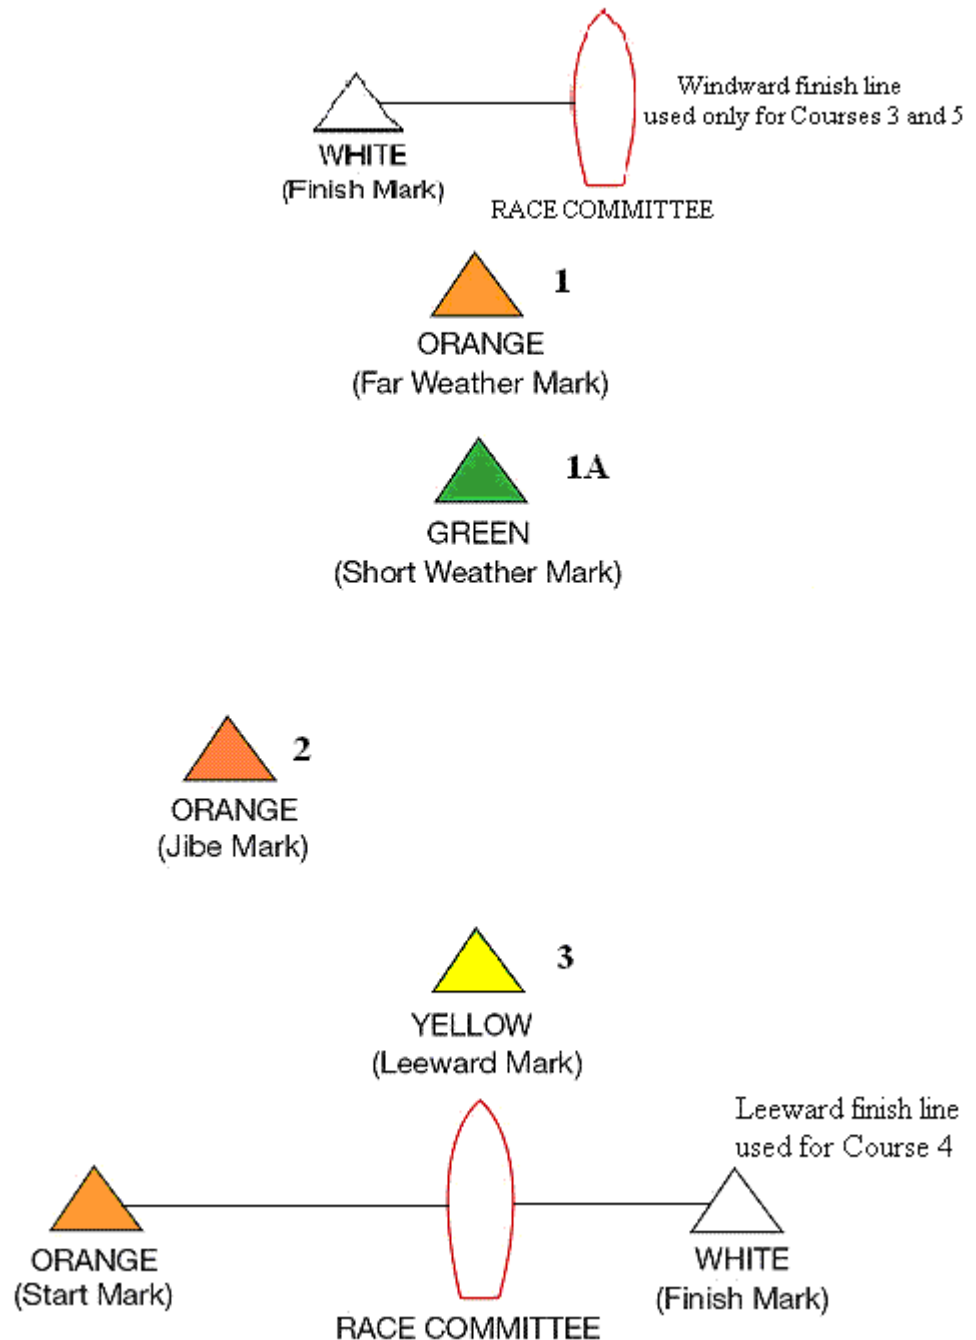 Windward finish line
used only for Courses 3 and 5
WHITE
(Finish Mark)
RACE COMMITTEE
1
ORANGE
(Far Weather Mark)
1A
GREEN
(Short Weather Mark)
2
ORANGE
(Jibe Mark)
3
YELLOW
(Leeward Mark)
Leeward finish line
used for Course 4
ORANGE
(Start Mark)
RACE COMMITTEE
WHITE
(Finish Mark)